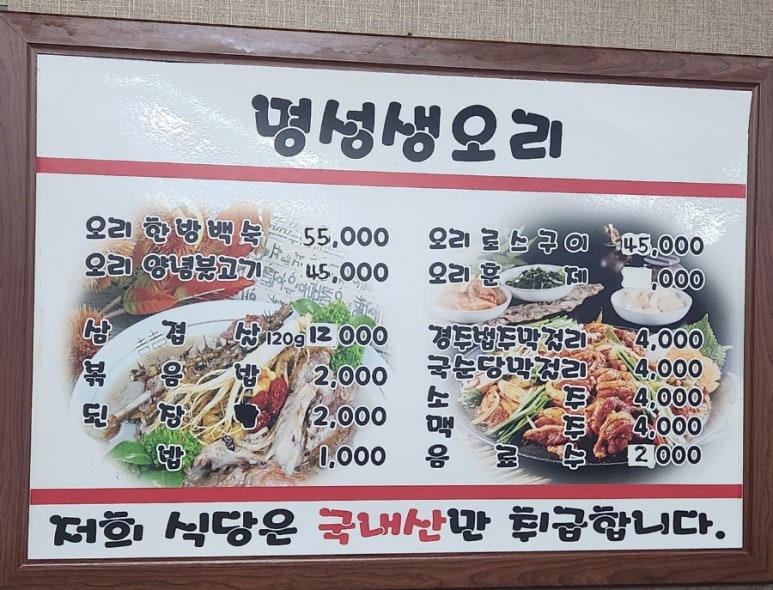 명성생오리
오리 한방백숙 55,000
오리 양념불고기 45,000
삼겹살 120g 12,000
볶음밥 2,000
된장 2,000
밥 1,000
오리로스구이 45,000
오리훈제 ,000
경주법주막걸리 4,000
국순당막걸리 4,000
소주 4,000
맥주 4,000
음료수 2,000
저희 식당은 국내산만 취급합니다.